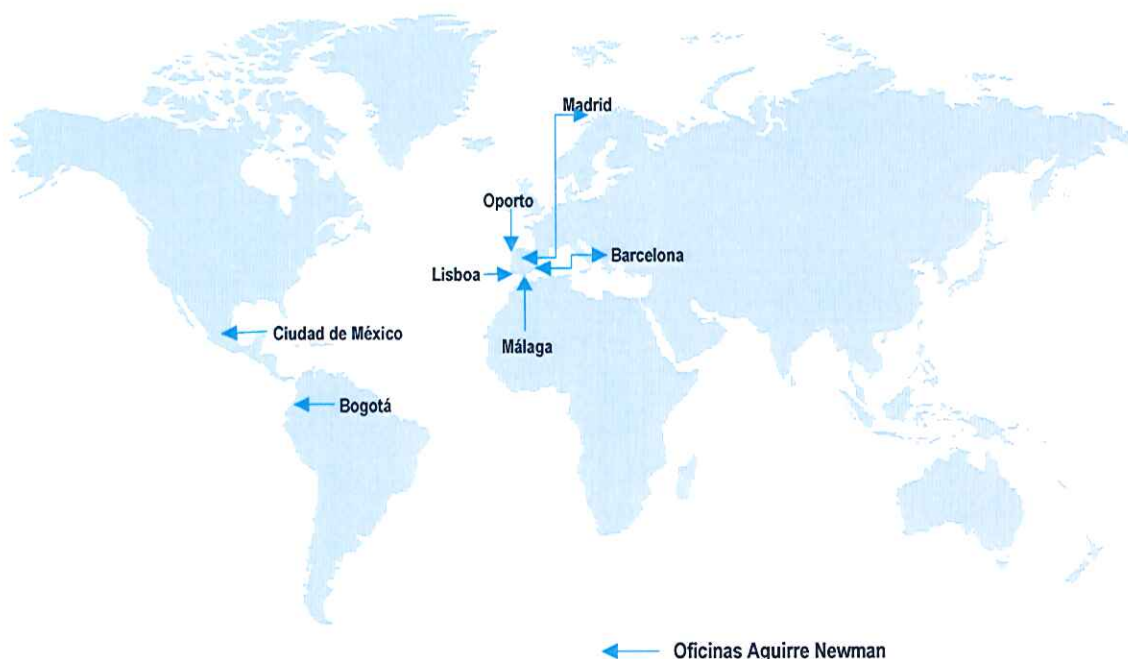 Madrid
Oporto
Barcelona
Lisboa
Ciudad de México
Málaga
Bogotá
Oficinas Aguirre Newman